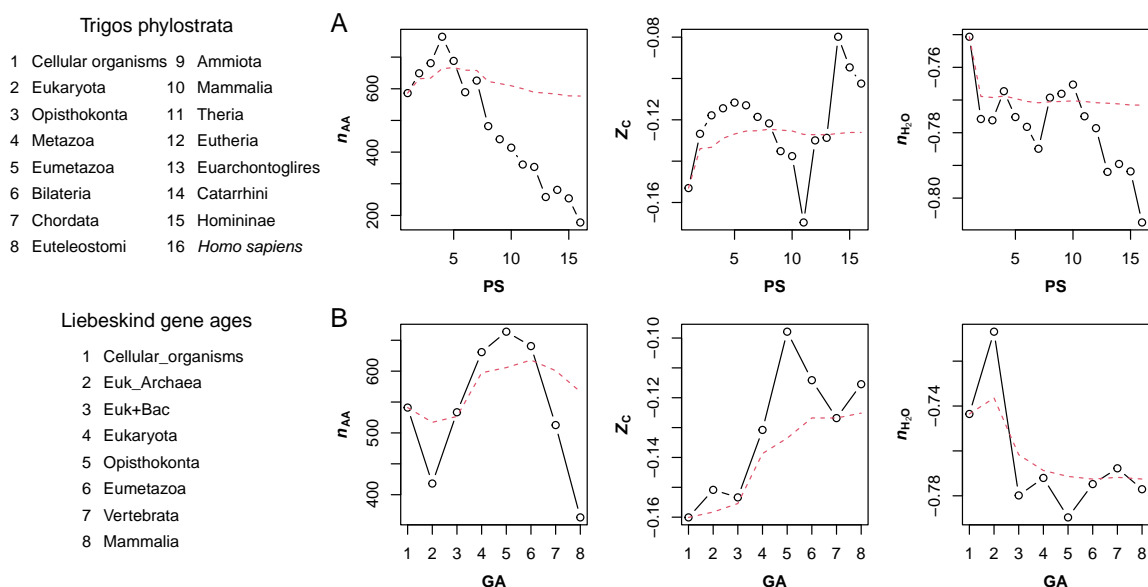 Trigos phylostrata
1 Cellular organisms 9 Ammiota
2 Eukaryota 10 Mammalia
3 Opisthokonta 11 Theria
4 Metazoa 12 Eutheria
5 Eumetazoa 13 Euarchontoglires
6 Bilateria 14 Catarrhini
7 Chordata 15 Homininae
8 Euteleostomi 16 Homo sapiens
A
nAA
200 400 600
5 10 15
PS
ZC
−0.16 −0.12 −0.08
5 10 15
PS
nH2O
−0.80 −0.78 −0.76
5 10 15
PS
Liebeskind gene ages
1 Cellular_organisms
2 Euk_Archaea
3 Euk+Bac
4 Eukaryota
5 Opisthokonta
6 Eumetazoa
7 Vertebrata
8 Mammalia
B
nAA
400 500 600
1 2 3 4 5 6 7 8
GA
ZC
−0.16 −0.14 −0.12 −0.10
1 2 3 4 5 6 7 8
GA
nH2O
−0.78 −0.74
1 2 3 4 5 6 7 8
GA